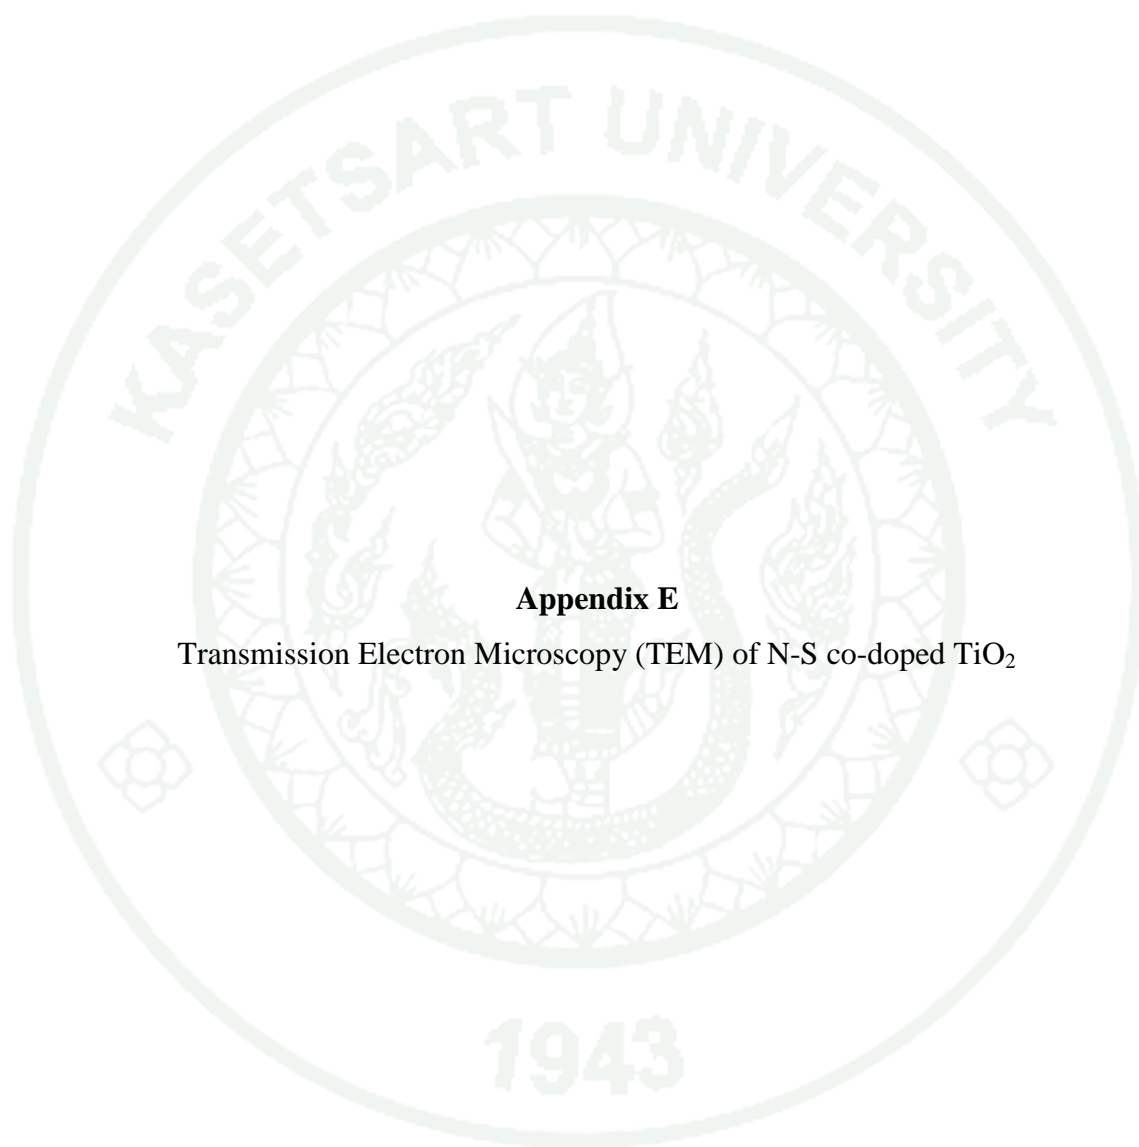 KASETSART UNIVERSITY
Appendix E
Transmission Electron Microscopy (TEM) of N-S co-doped TiO₂
1943